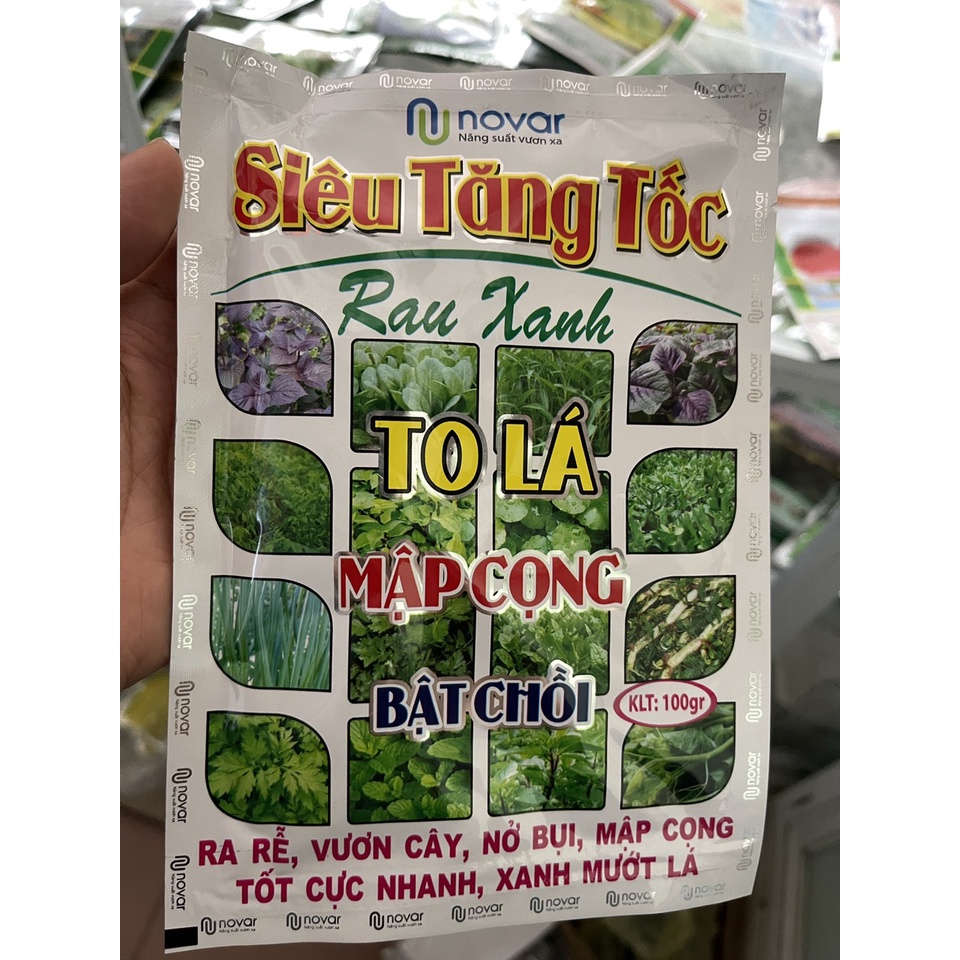 novar
Năng suất vươn xa
Siêu Tăng Tốc
Rau Xanh
TO LÁ
MẬP CỌNG
BẬT CHỒI
KLT: 100gr
RA RỄ, VƯƠN CÂY, NỞ BỤI, MẬP CỌNG
TỐT CỰC NHANH, XANH MƯỚT LÁ